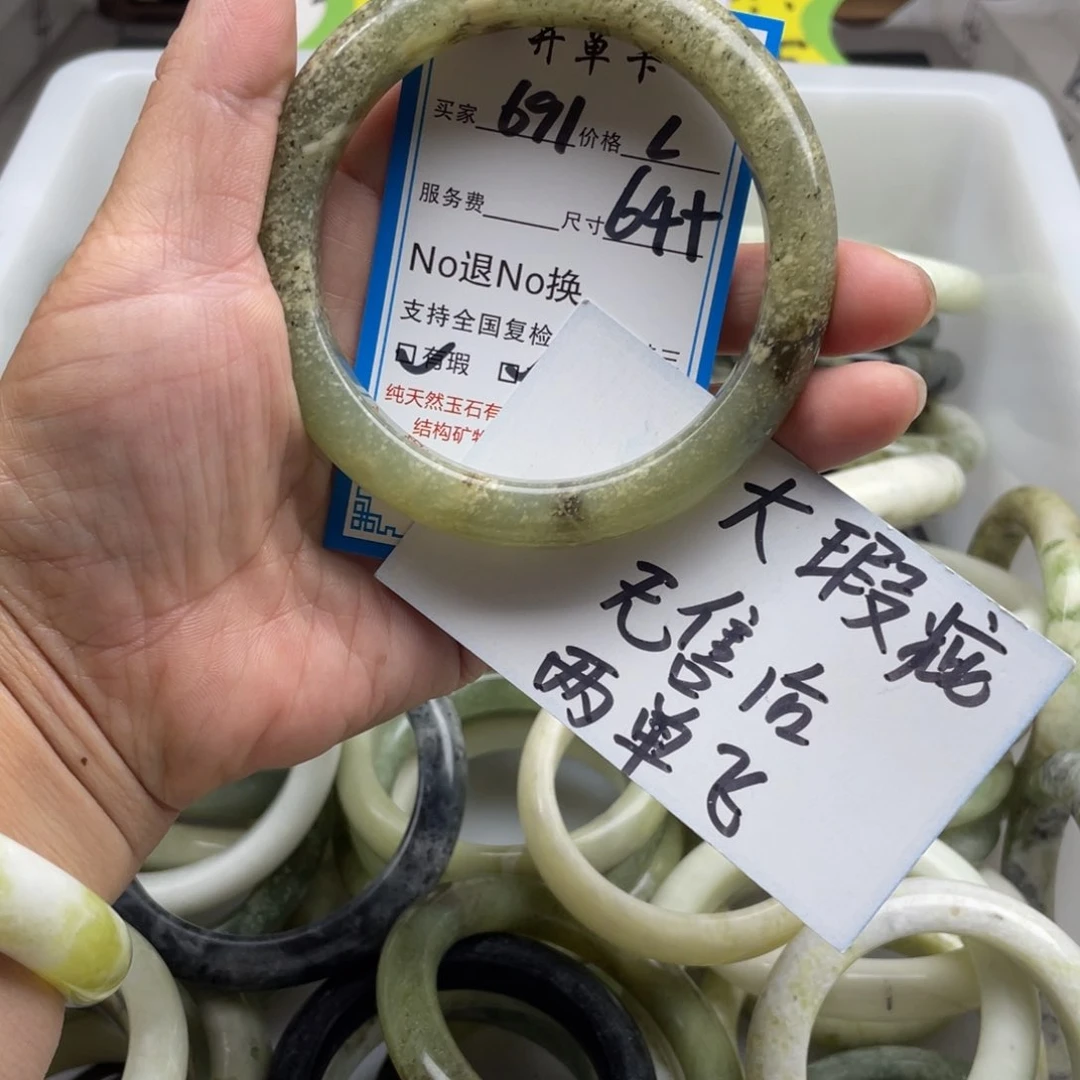 开单卡
买家 691 价格 L
服务费 尺寸 64+
No退No换
支持全国复检
有瑕
纯天然玉石有
结构矿物
大瑕疵
无售后
两单飞